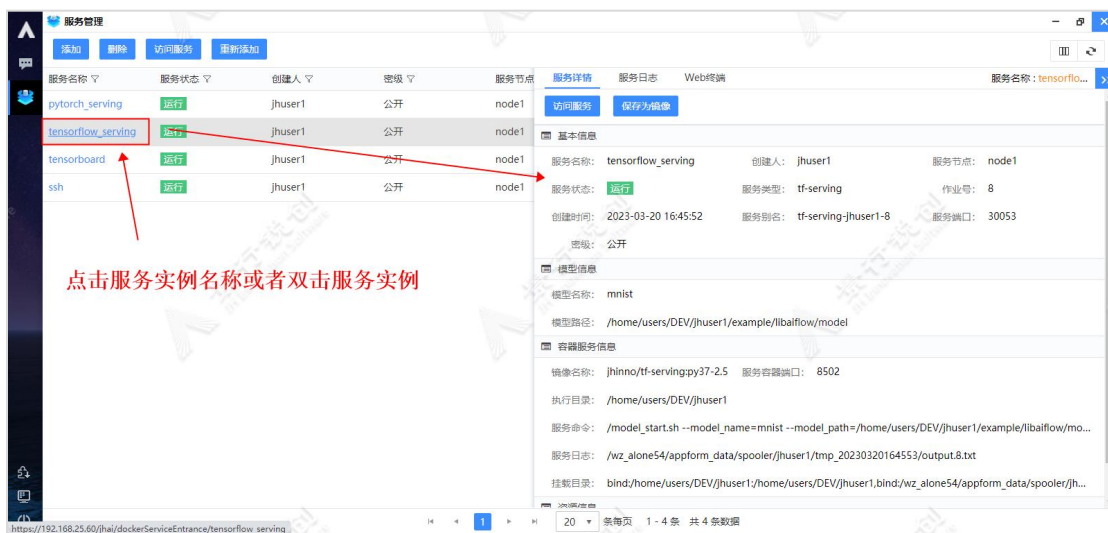 服务管理
添加 删除 访问服务 重新添加
服务名称 服务状态 创建人 密级 服务节点
pytorch_serving 运行 jhuser1 公开 node1
tensorflow_serving 运行 jhuser1 公开 node1
tensorboard 运行 jhuser1 公开 node1
ssh 运行 jhuser1 公开 node1
点击服务实例名称或者双击服务实例
服务详情 服务日志 Web终端 服务名称：tensorflo...
访问服务 保存为镜像
基本信息
服务名称: tensorflow_serving 创建人: jhuser1 服务节点: node1
服务状态: 运行 服务类型: tf-serving 作业号: 8
创建时间: 2023-03-20 16:45:52 服务别名: tf-serving-jhuser1-8 服务端口: 30053
密级: 公开
模型信息
模型名称: mnist
模型路径: /home/users/DEV/jhuser1/example/libaiflow/model
容器服务信息
镜像名称: jhinno/tf-serving:py37-2.5 服务容器端口: 8502
执行目录: /home/users/DEV/jhuser1
服务命令: /model_start.sh --model_name=mnist --model_path=/home/users/DEV/jhuser1/example/libaiflow/mo...
服务日志: /wz_alone54/appform_data/spooler/jhuser1/tmp_20230320164553/output.8.txt
挂载目录: bind:/home/users/DEV/jhuser1:/home/users/DEV/jhuser1,bind:/wz_alone54/appform_data/spooler/jh...
资源信息
1 20 条每页 1 - 4 条 共 4 条数据
https://192.168.25.60/jhai/dockerServiceEntrance/tensorflow_serving